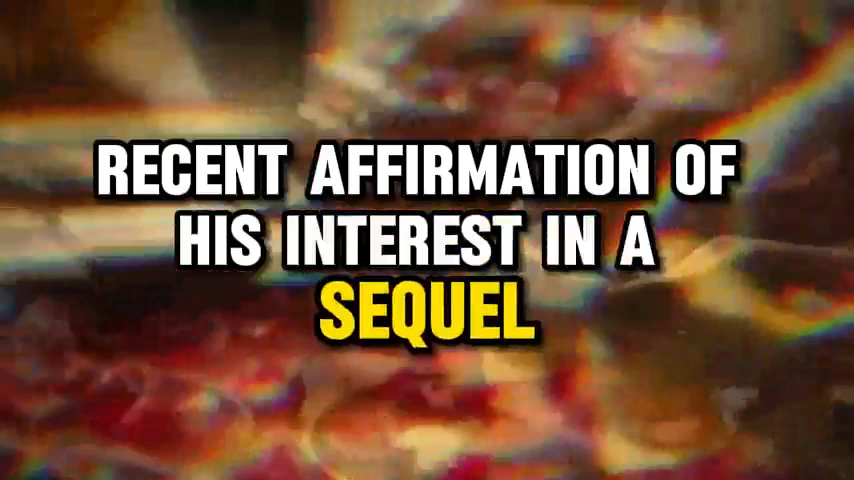 RECENT AFFIRMATION OF
HIS INTEREST IN A
SEQUEL